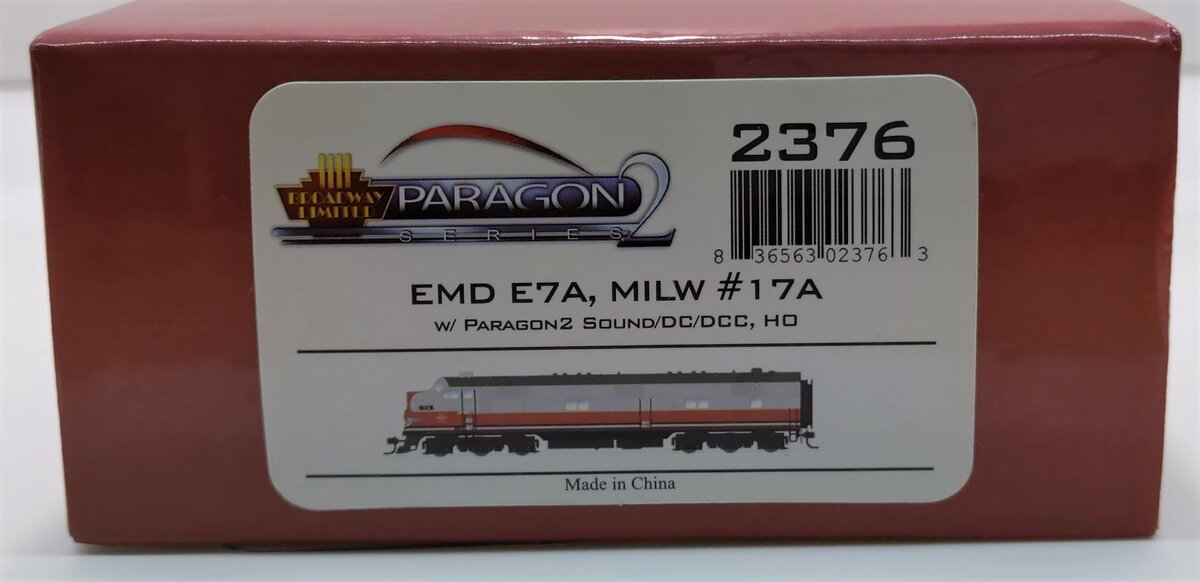 BROADWAY
LIMITED
PARAGON 2
SERIES
2376
8 36563 02376 3
EMD E7A, MILW #17A
W/ PARAGON2 SOUND/DC/DCC, HO
Made in China